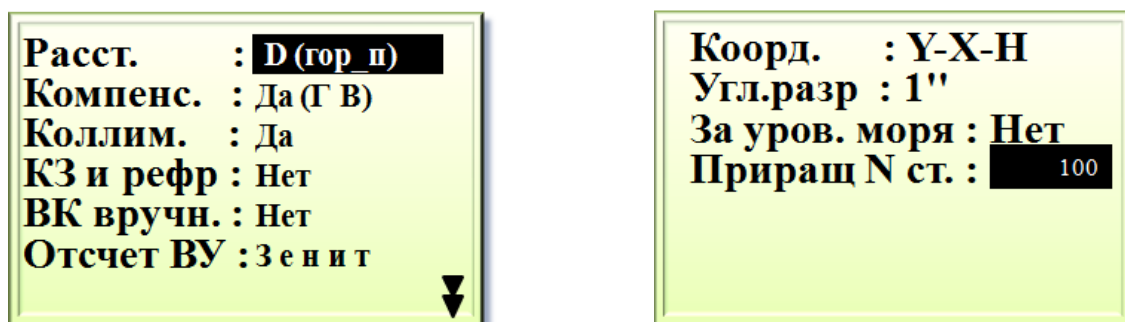 Расст. : D (гор_п)
Компенс. : Да (Г В)
Коллим. : Да
КЗ и рефр : Нет
ВК вручн. : Нет
Отсчет ВУ : З е н и т
Коорд. : Y-X-H
Угл.разр : 1"
За уров. моря : Нет
Приращ N ст. : 100